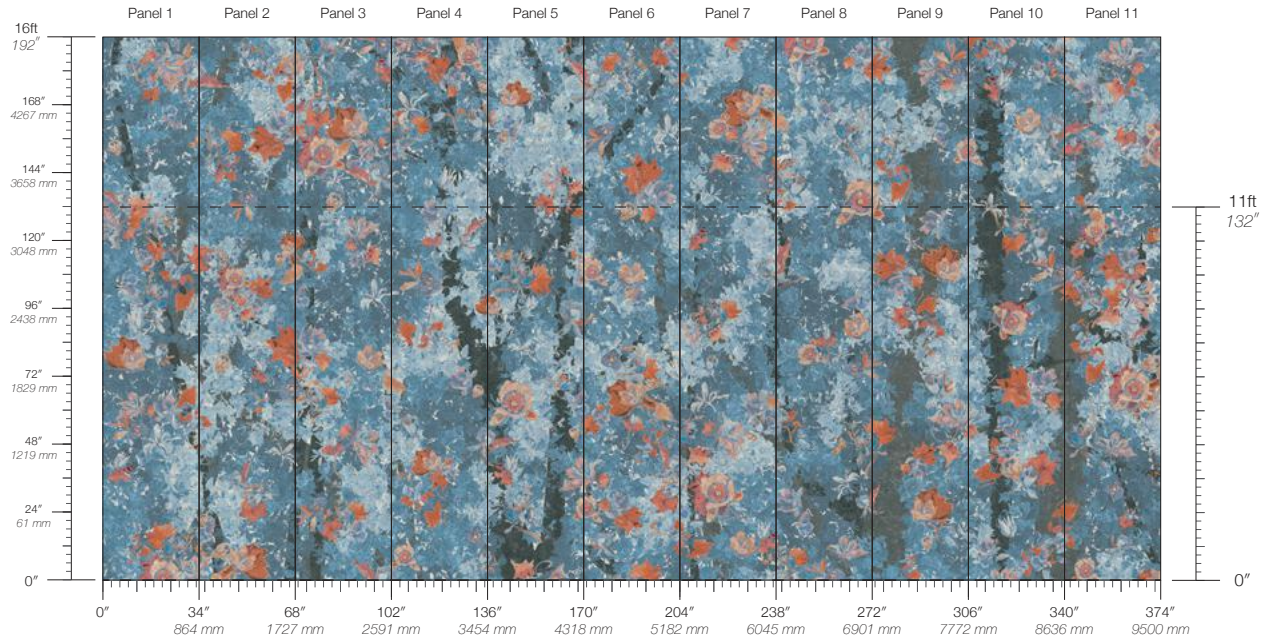 Panel 1 Panel 2 Panel 3 Panel 4 Panel 5 Panel 6 Panel 7 Panel 8 Panel 9 Panel 10 Panel 11
16ft
192″
168″
4267 mm
144″
3658 mm
11ft
132″
120″
3048 mm
96″
2438 mm
72″
1829 mm
48″
1219 mm
24″
61 mm
0″ 0″
0″ 34″ 68″ 102″ 136″ 170″ 204″ 238″ 272″ 306″ 340″ 374″
864 mm 1727 mm 2591 mm 3454 mm 4318 mm 5182 mm 6045 mm 6901 mm 7772 mm 8636 mm 9500 mm